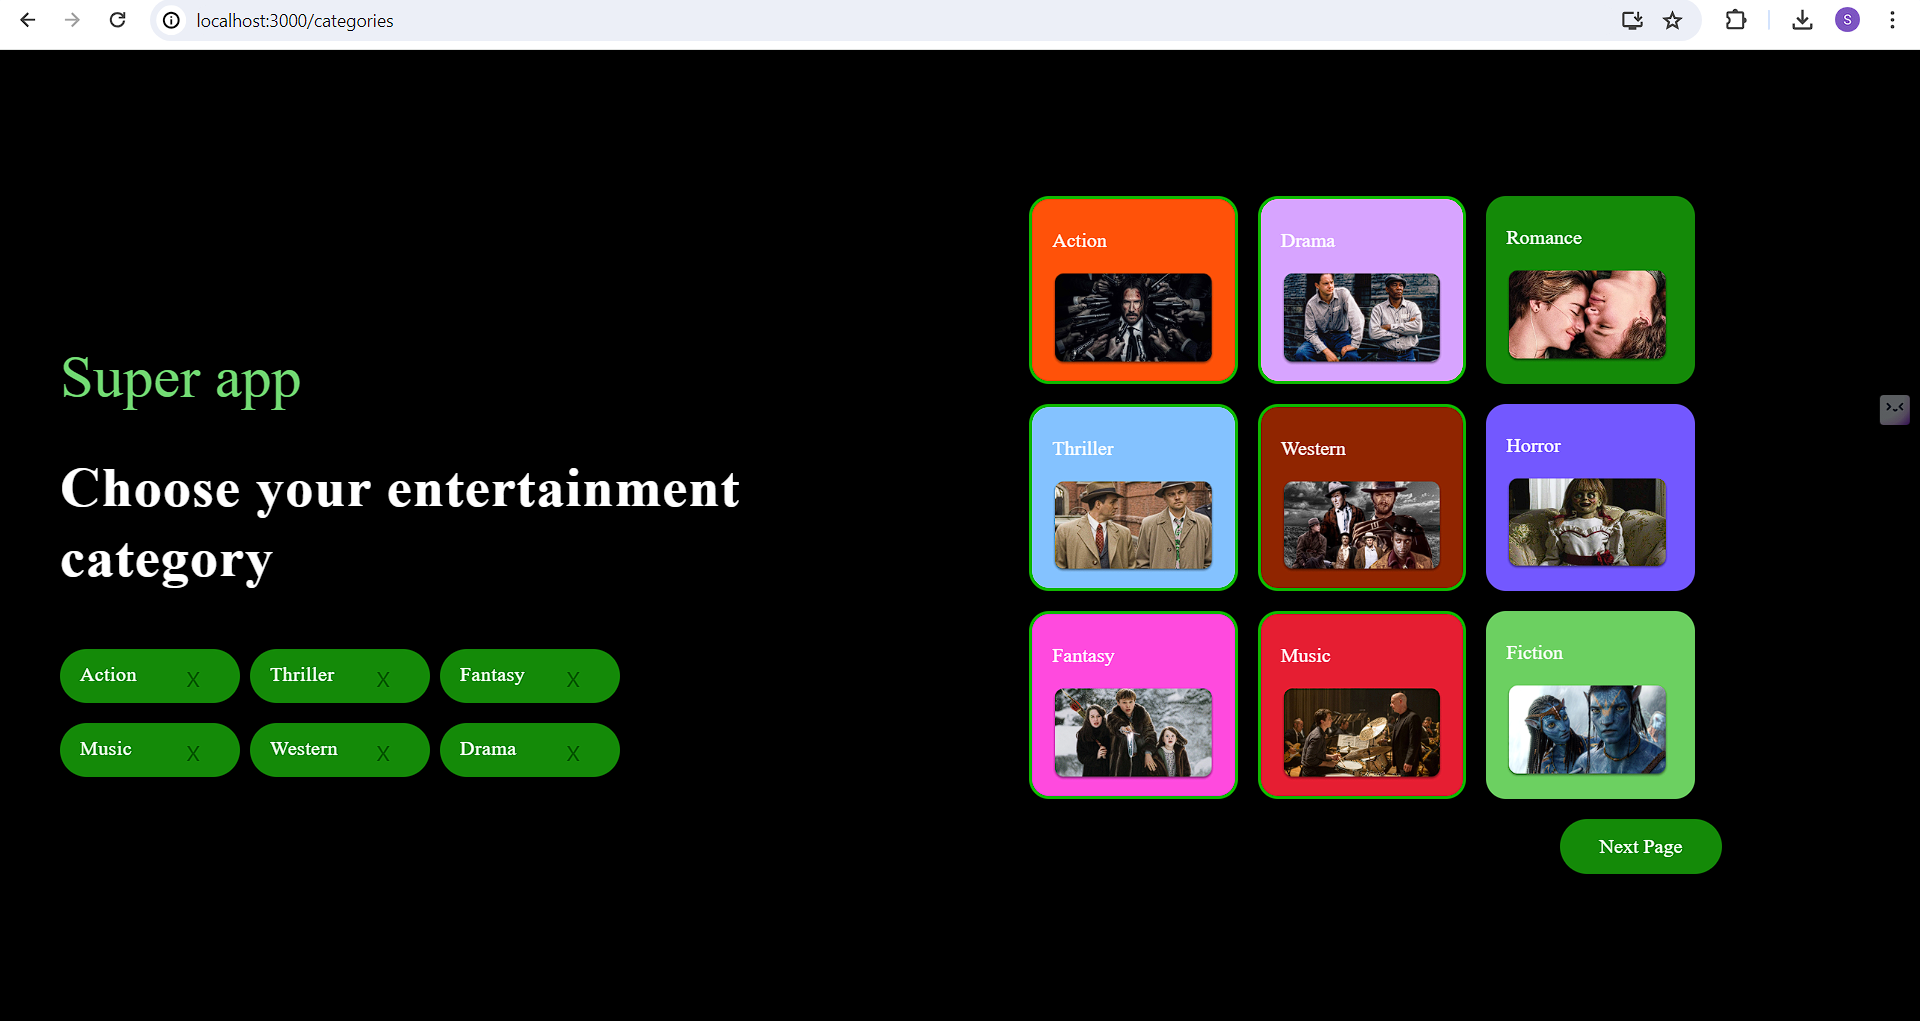 localhost:3000/categories
S
Super app
Choose your entertainment
category
Action X Thriller X Fantasy X
Music X Western X Drama X
Action Drama Romance
Thriller Western Horror
Fantasy Music Fiction
Next Page